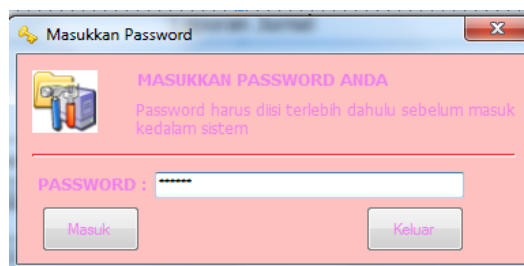 Masukkan Password
MASUKKAN PASSWORD ANDA
Password harus diisi terlebih dahulu sebelum masuk
kedalam sistem
PASSWORD : ******
Masuk
Keluar